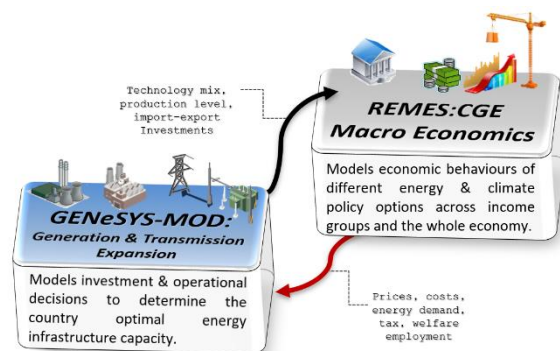 Technology mix,
production level,
import-export
Investments
REMES:CGE
Macro Economics
Models economic behaviours of
different energy & climate
policy options across income
groups and the whole economy.
GENeSYS-MOD:
Generation & Transmission
Expansion
Models investment & operational
decisions to determine the
country optimal energy
infrastructure capacity.
Prices, costs,
energy demand,
tax, welfare
employment